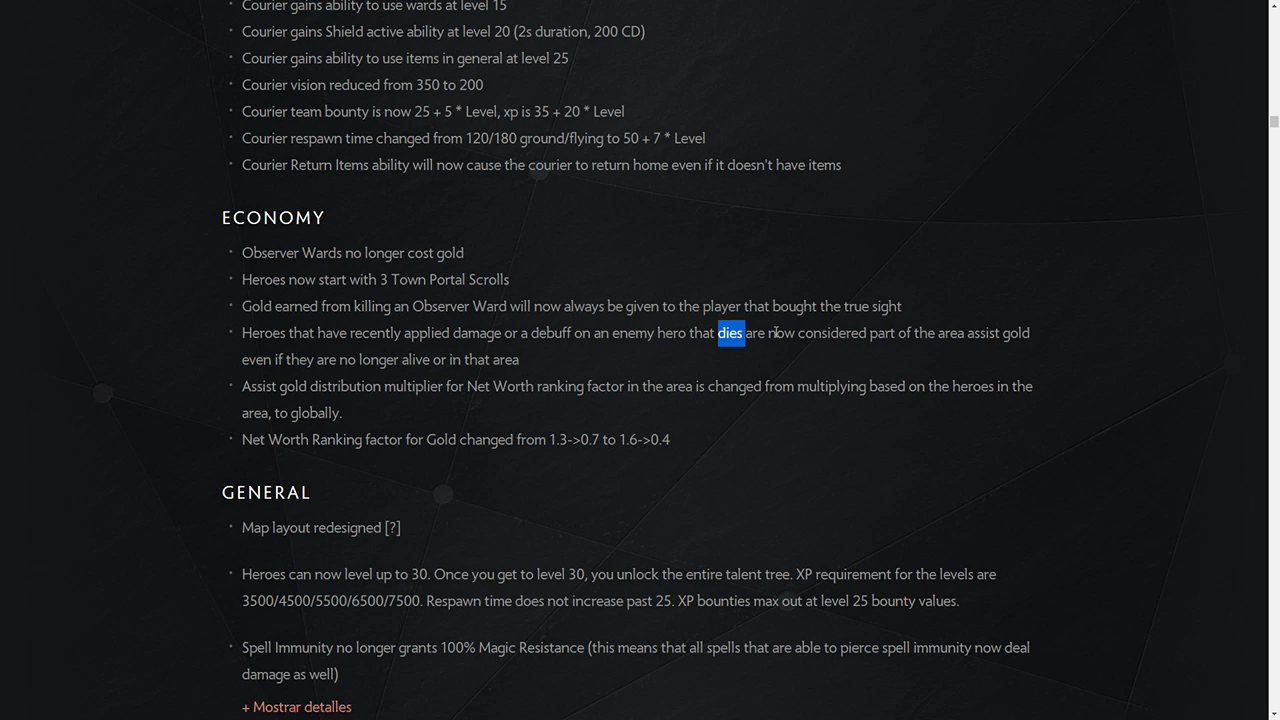 Courier gains ability to use wards at level 15
Courier gains Shield active ability at level 20 (2s duration, 200 CD)
Courier gains ability to use items in general at level 25
Courier vision reduced from 350 to 200
Courier team bounty is now 25 + 5 * Level, xp is 35 + 20 * Level
Courier respawn time changed from 120/180 ground/flying to 50 + 7 * Level
Courier Return Items ability will now cause the courier to return home even if it doesn't have items
ECONOMY
Observer Wards no longer cost gold
Heroes now start with 3 Town Portal Scrolls
Gold earned from killing an Observer Ward will now always be given to the player that bought the true sight
Heroes that have recently applied damage or a debuff on an enemy hero that dies are now considered part of the area assist gold
even if they are no longer alive or in that area
Assist gold distribution multiplier for Net Worth ranking factor in the area is changed from multiplying based on the heroes in the
area, to globally.
Net Worth Ranking factor for Gold changed from 1.3->0.7 to 1.6->0.4
GENERAL
Map layout redesigned [?]
Heroes can now level up to 30. Once you get to level 30, you unlock the entire talent tree. XP requirement for the levels are
3500/4500/5500/6500/7500. Respawn time does not increase past 25. XP bounties max out at level 25 bounty values.
Spell Immunity no longer grants 100% Magic Resistance (this means that all spells that are able to pierce spell immunity now deal
damage as well)
+ Mostrar detalles